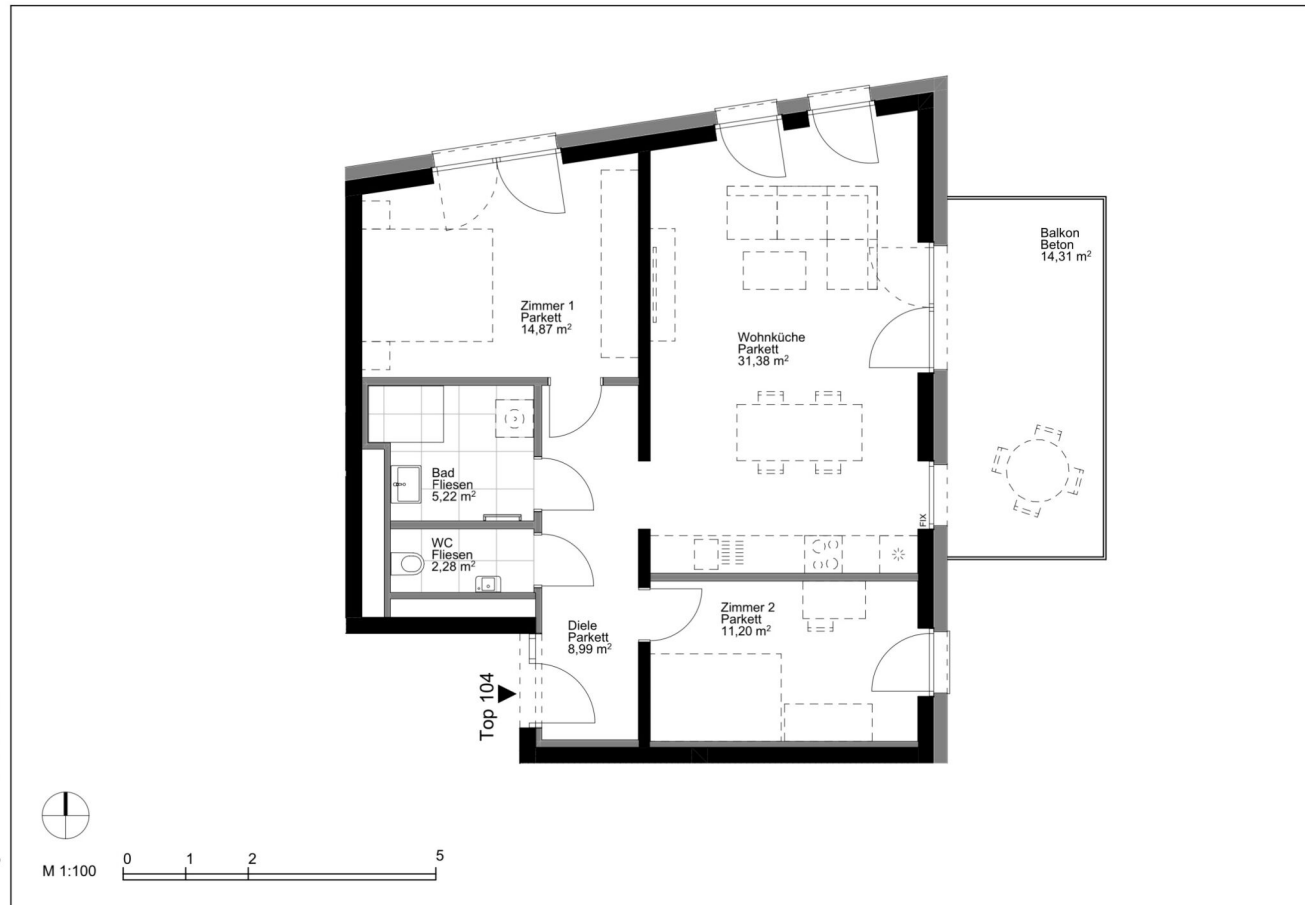 Balkon
Beton
14,31 m²
Zimmer 1
Parkett
14,87 m²
Wohnküche
Parkett
31,38 m²
Bad
Fliesen
5,22 m²
FIX
WC
Fliesen
2,28 m²
Zimmer 2
Parkett
11,20 m²
Diele
Parkett
8,99 m²
Top 104
M 1:100
0 1 2 5